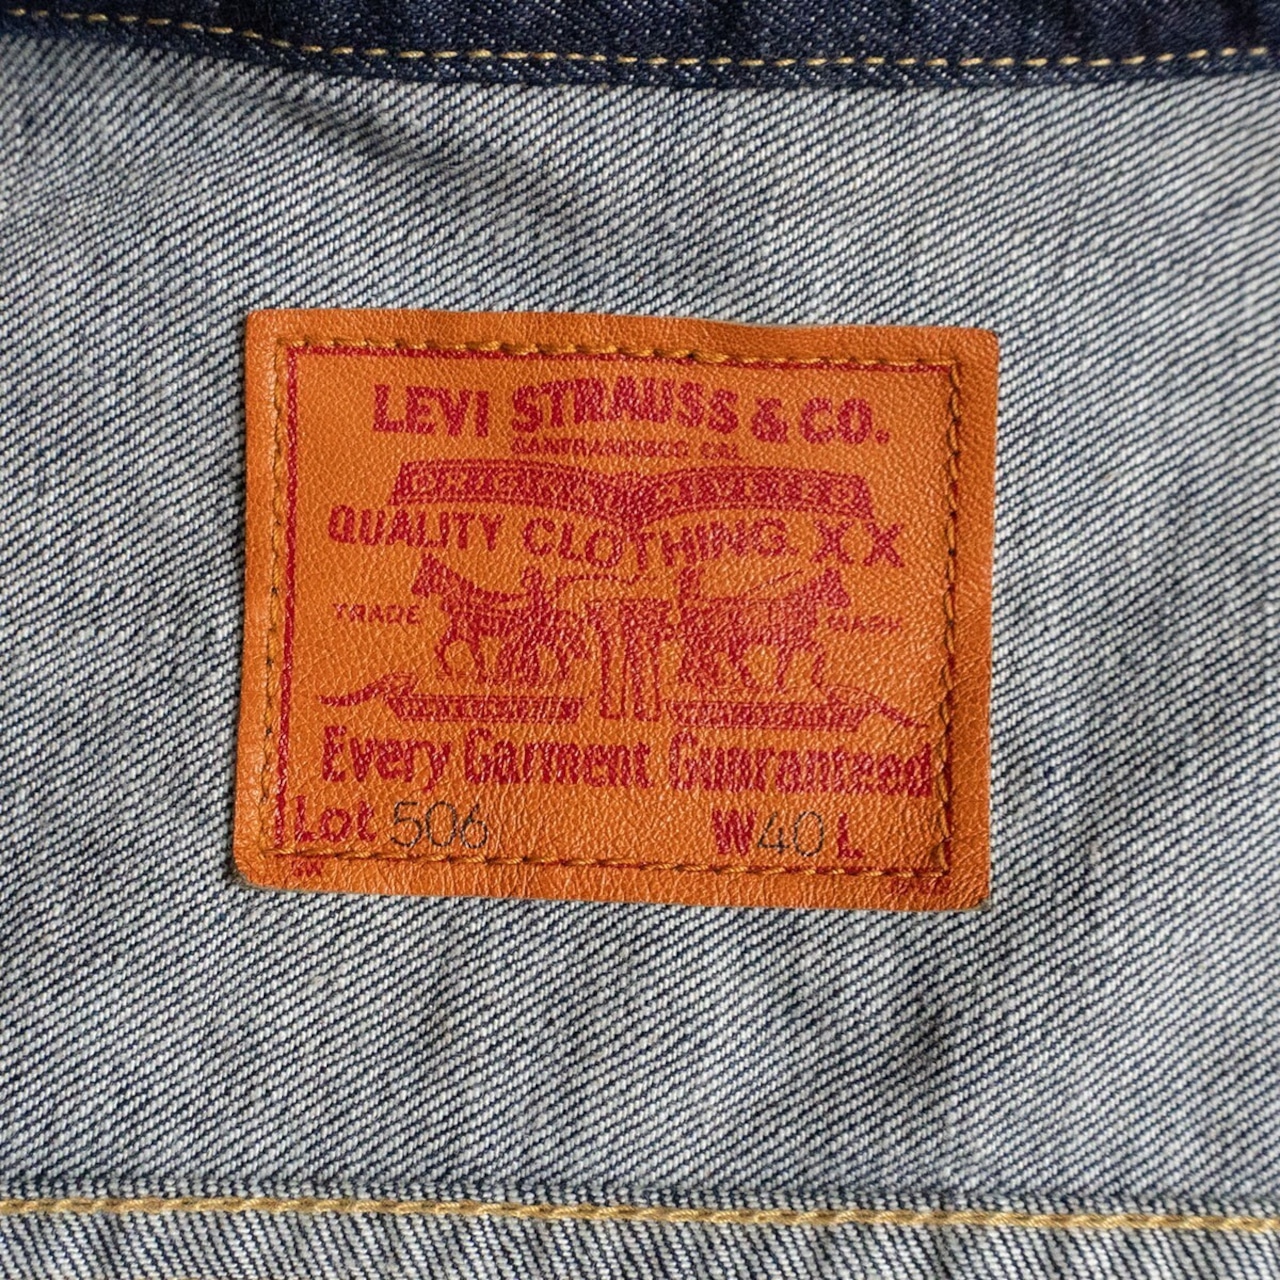 LEVI STRAUSS & CO.
QUALITY CLOTHING XX
TRADE MARK
Every Garment Guaranteed
Lot 506 W40 L